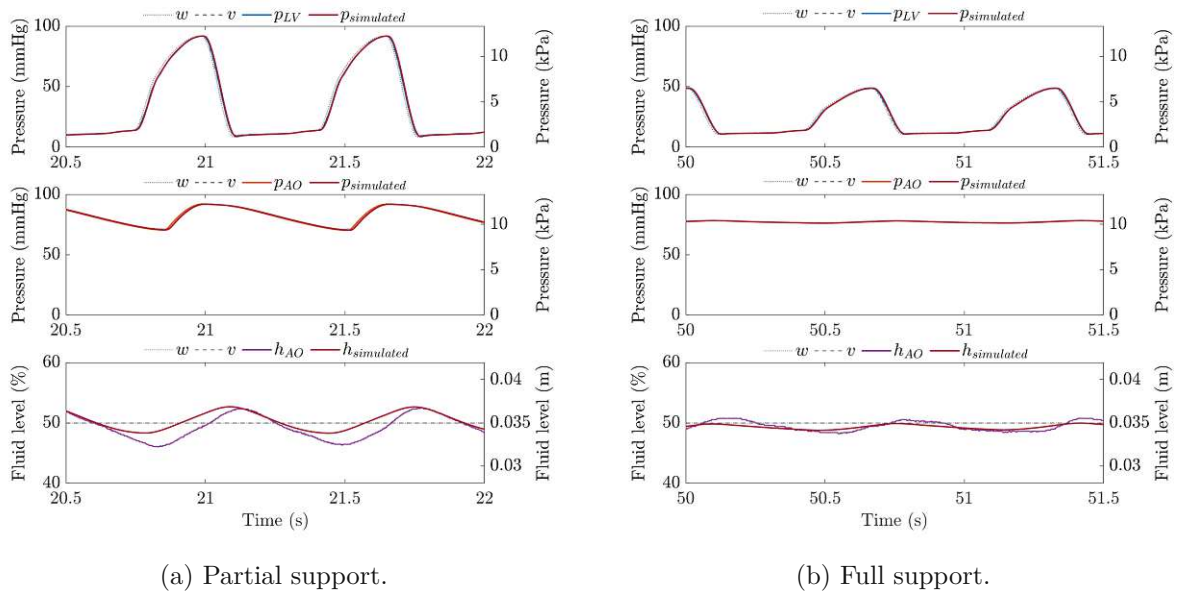 w v p_LV p_simulated
100
50
0
Pressure (mmHg)
10
5
0
Pressure (kPa)
20.5 21 21.5 22
w v p_AO p_simulated
100
50
0
Pressure (mmHg)
10
5
0
Pressure (kPa)
20.5 21 21.5 22
w v h_AO h_simulated
60
50
40
Fluid level (%)
0.04
0.035
0.03
Fluid level (m)
20.5 21 21.5 22
Time (s)
(a) Partial support.
w v p_LV p_simulated
100
50
0
Pressure (mmHg)
10
5
0
Pressure (kPa)
50 50.5 51 51.5
w v p_AO p_simulated
100
50
0
Pressure (mmHg)
10
5
0
Pressure (kPa)
50 50.5 51 51.5
w v h_AO h_simulated
60
50
40
Fluid level (%)
0.04
0.035
0.03
Fluid level (m)
50 50.5 51 51.5
Time (s)
(b) Full support.